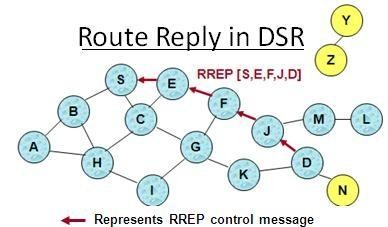 Route Reply in DSR
Y
Z
RREP [S,E,F,J,D]
S
E
F
B
C
J
M
L
A
H
G
K
D
I
N
Represents RREP control message